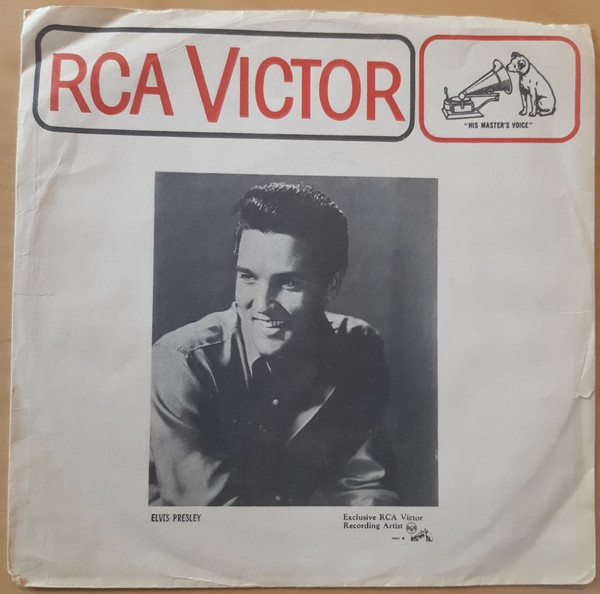 RCA VICTOR
"HIS MASTER'S VOICE"
ELVIS PRESLEY
Exclusive RCA Victor
Recording Artist